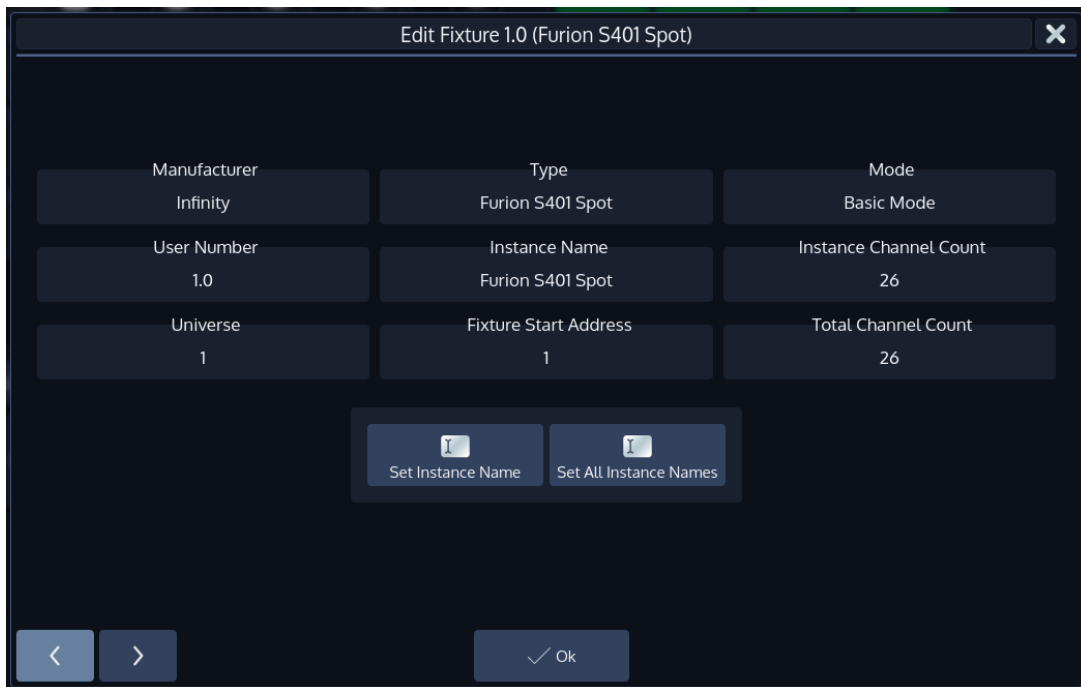 Edit Fixture 1.0 (Furion S401 Spot)
Manufacturer
Infinity
Type
Furion S401 Spot
Mode
Basic Mode
User Number
1.0
Instance Name
Furion S401 Spot
Instance Channel Count
26
Universe
1
Fixture Start Address
1
Total Channel Count
26
Set Instance Name
Set All Instance Names
Ok